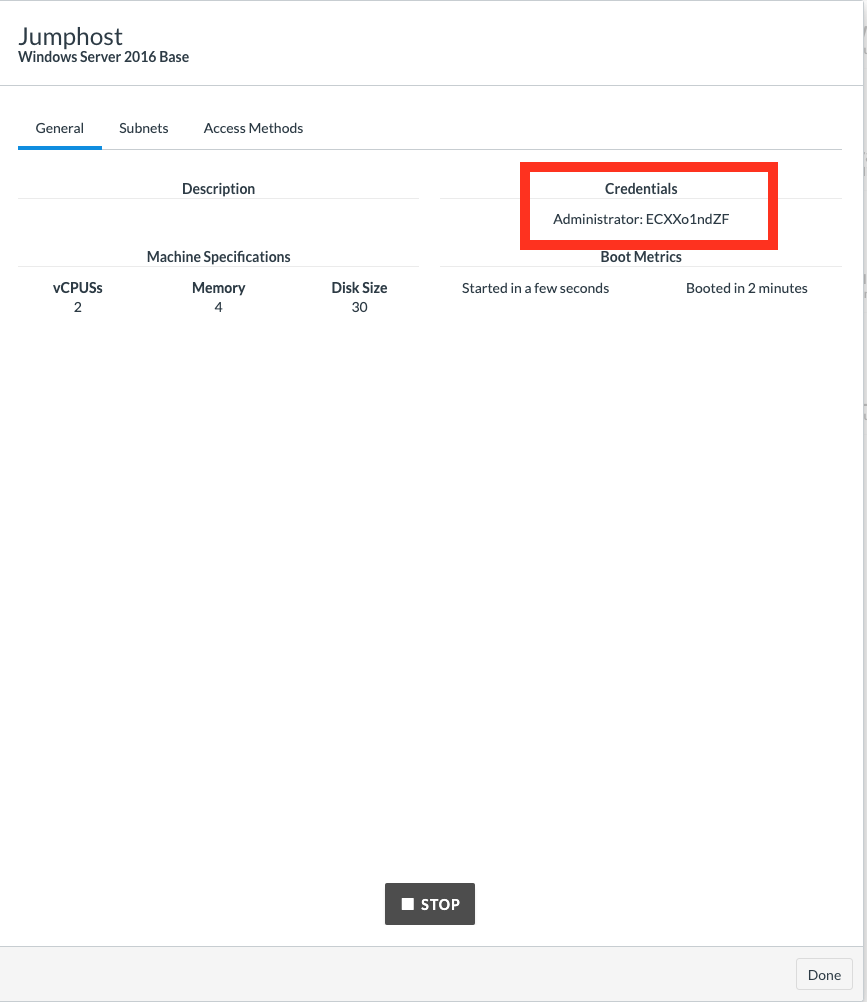 Jumphost
Windows Server 2016 Base
General Subnets Access Methods
Description
Credentials
Administrator: ECXXo1ndZF
Machine Specifications
Boot Metrics
vCPUSs Memory Disk Size
2 4 30
Started in a few seconds Booted in 2 minutes
STOP
Done